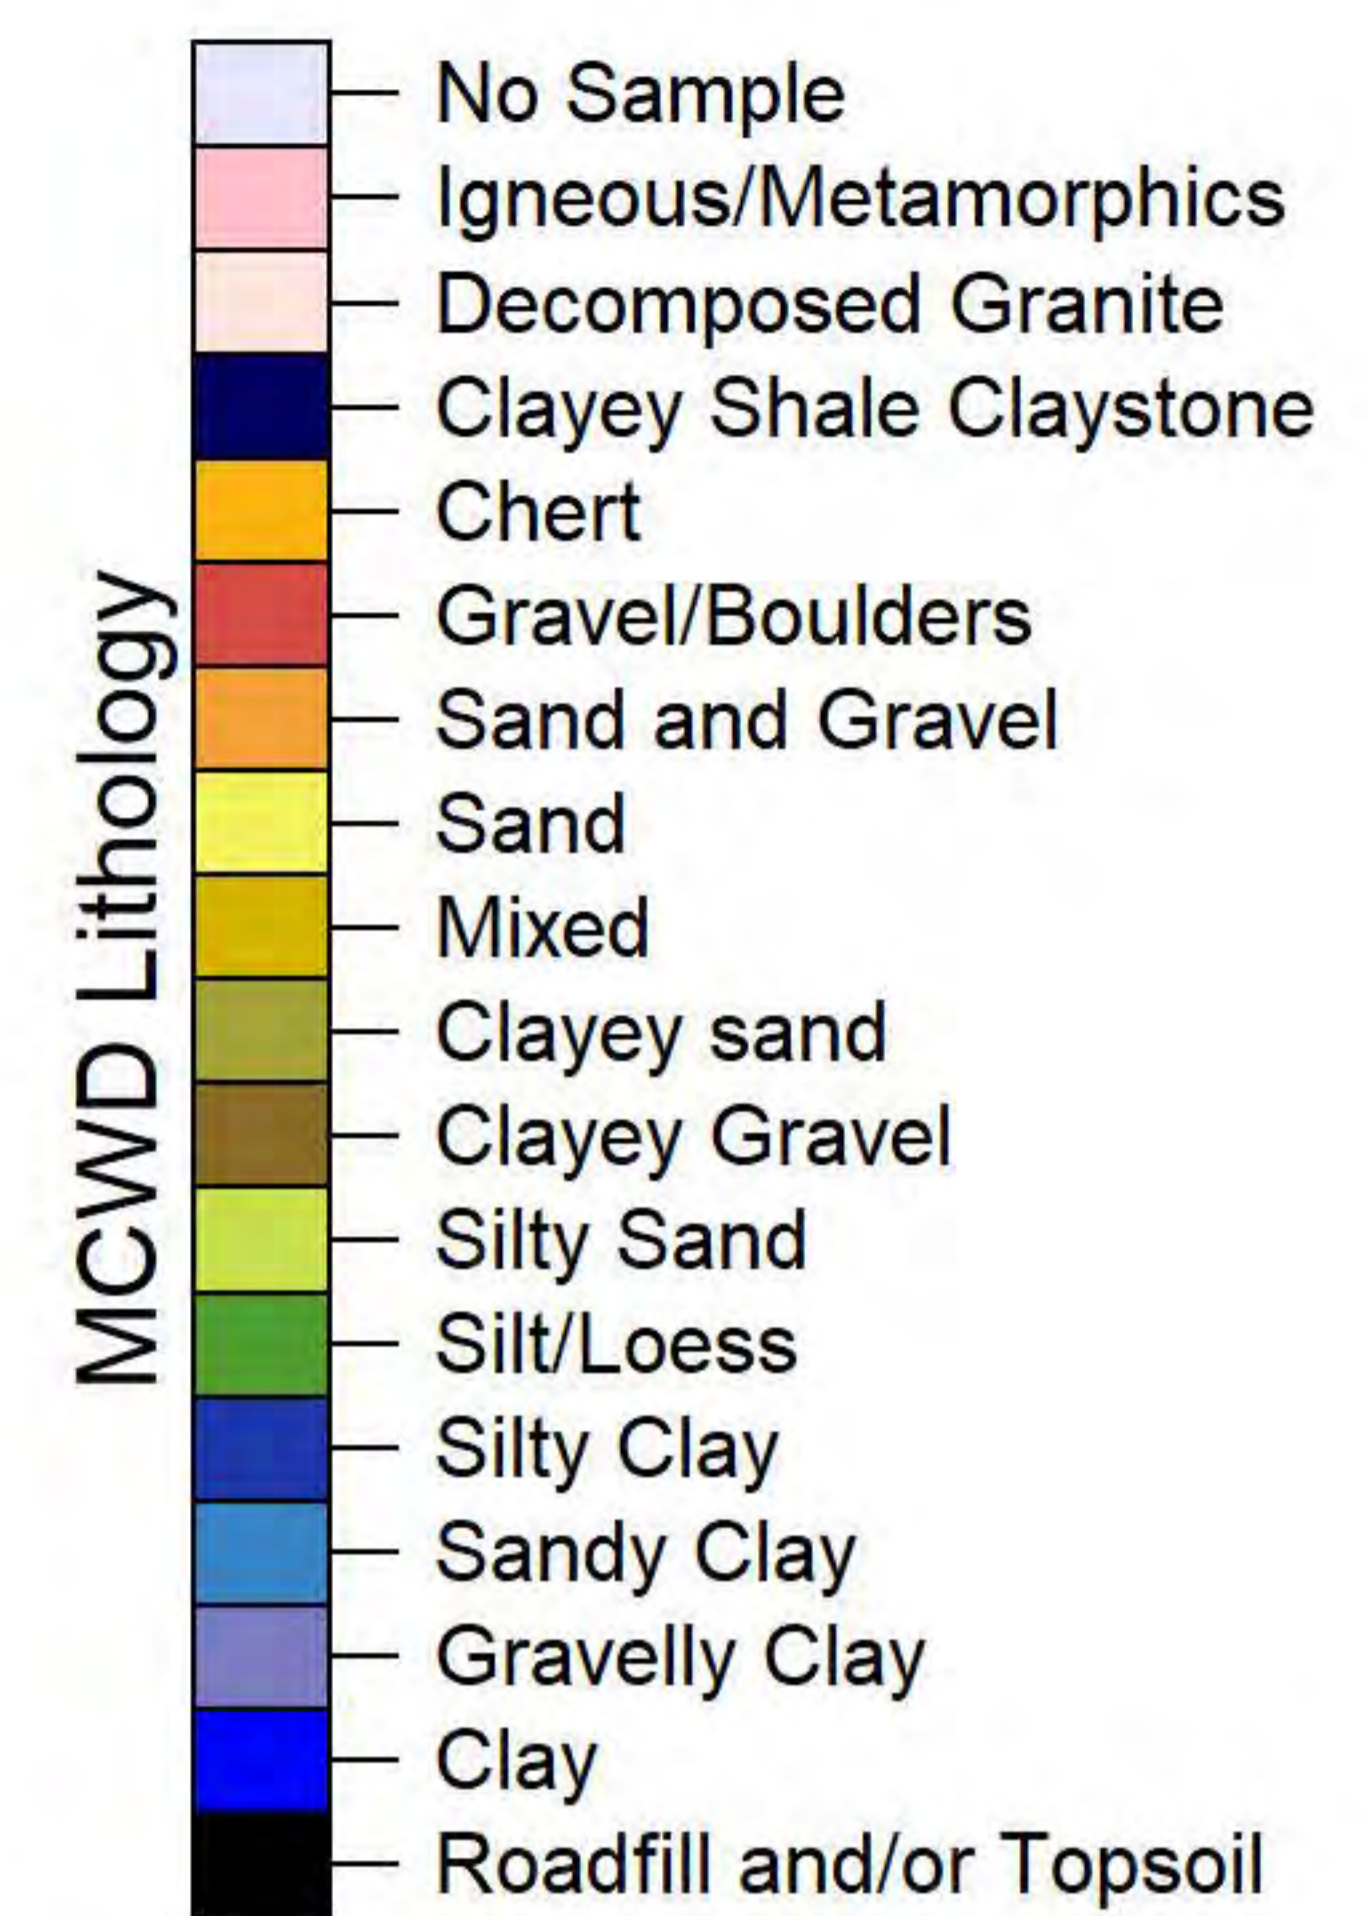 MCWD Lithology
No Sample
Igneous/Metamorphics
Decomposed Granite
Clayey Shale Claystone
Chert
Gravel/Boulders
Sand and Gravel
Sand
Mixed
Clayey sand
Clayey Gravel
Silty Sand
Silt/Loess
Silty Clay
Sandy Clay
Gravelly Clay
Clay
Roadfill and/or Topsoil